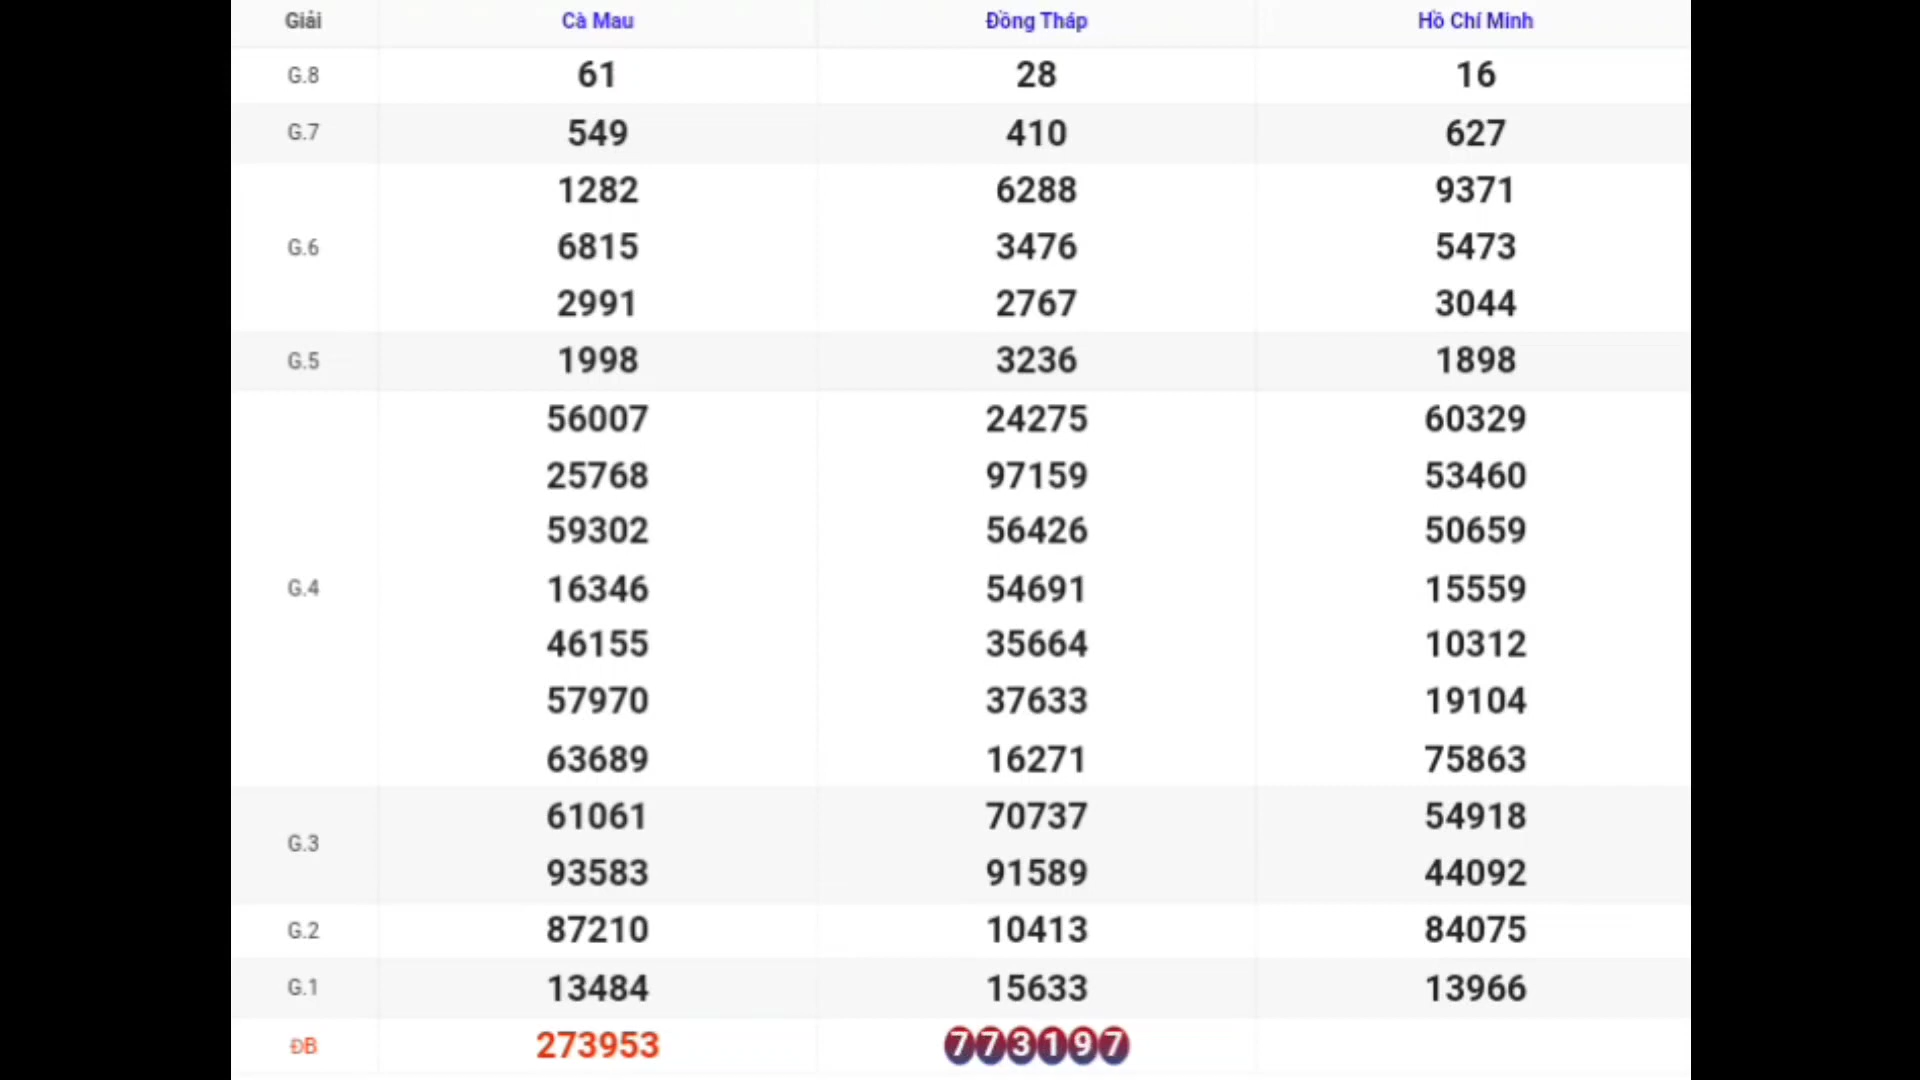 Giải Cà Mau Đồng Tháp Hồ Chí Minh
G.8 61 28 16
G.7 549 410 627
1282 6288 9371
G.6 6815 3476 5473
2991 2767 3044
G.5 1998 3236 1898
56007 24275 60329
25768 97159 53460
59302 56426 50659
G.4 16346 54691 15559
46155 35664 10312
57970 37633 19104
63689 16271 75863
61061 70737 54918
G.3
93583 91589 44092
G.2 87210 10413 84075
G.1 13484 15633 13966
ĐB 273953 773197